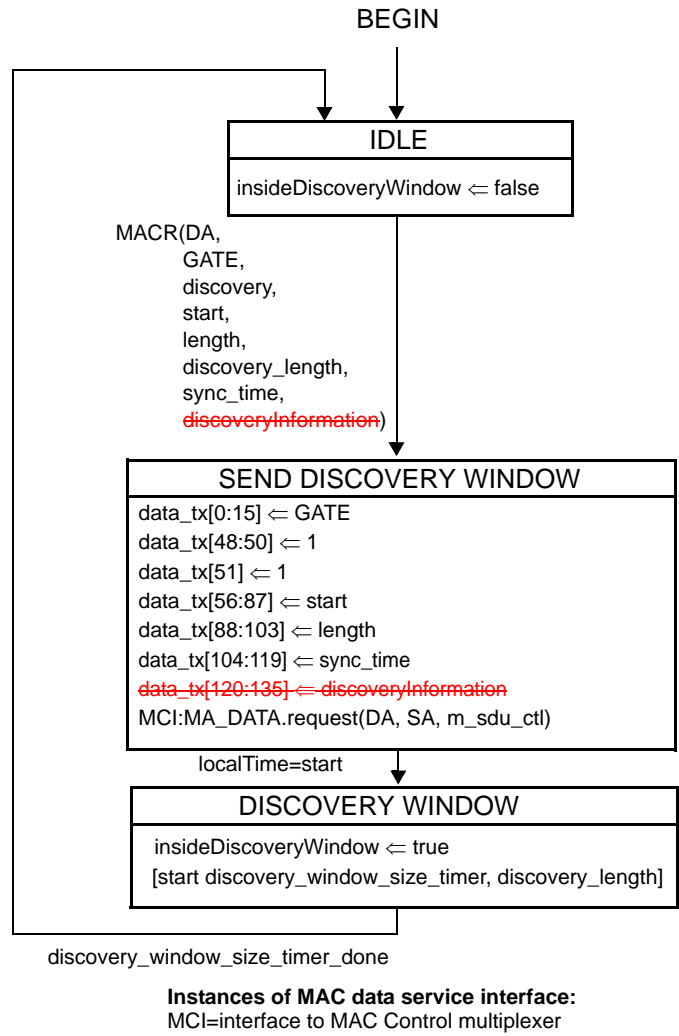 BEGIN
IDLE
insideDiscoveryWindow ⇐ false
MACR(DA,
GATE,
discovery,
start,
length,
discovery_length,
sync_time,
discoveryInformation)
SEND DISCOVERY WINDOW
data_tx[0:15] ⇐ GATE
data_tx[48:50] ⇐ 1
data_tx[51] ⇐ 1
data_tx[56:87] ⇐ start
data_tx[88:103] ⇐ length
data_tx[104:119] ⇐ sync_time
data_tx[120:135] ⇐ discoveryInformation
MCI:MA_DATA.request(DA, SA, m_sdu_ctl)
localTime=start
DISCOVERY WINDOW
insideDiscoveryWindow ⇐ true
[start discovery_window_size_timer, discovery_length]
discovery_window_size_timer_done
Instances of MAC data service interface:
MCI=interface to MAC Control multiplexer